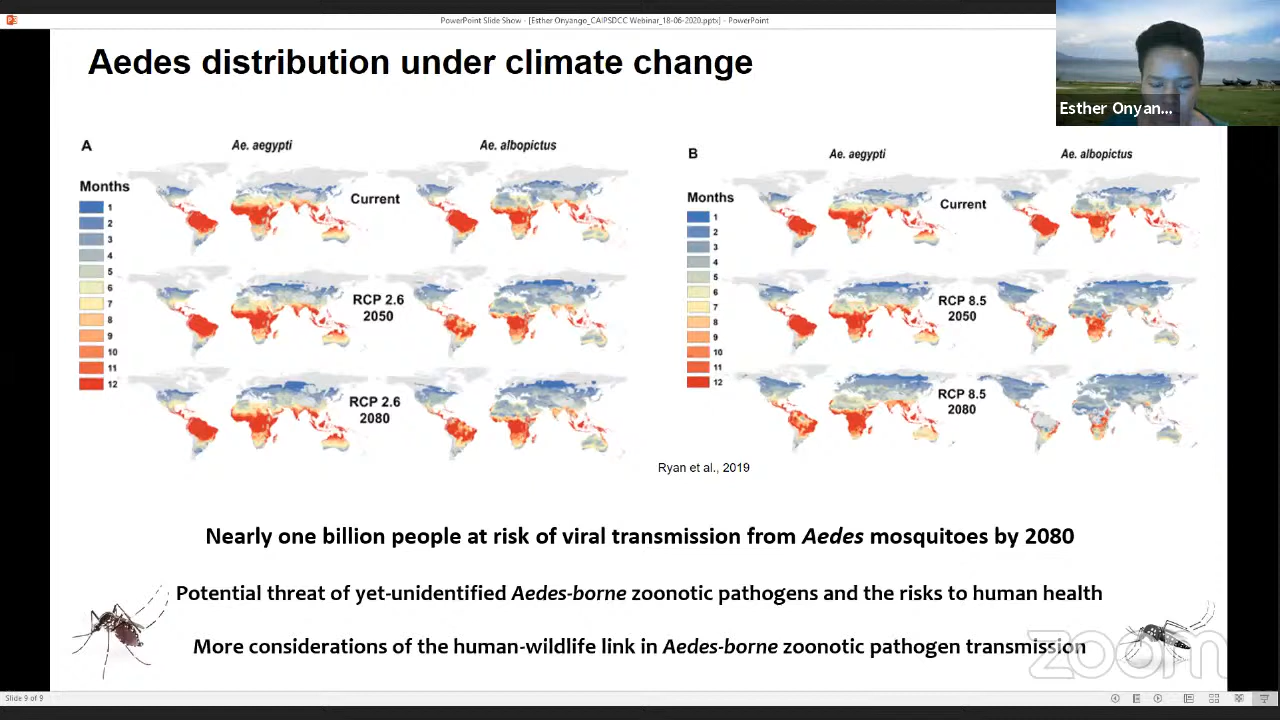 PowerPoint Slide Show - [Esther Onyango_CAIPSDCC Webinar_18-06-2020.pptx] - PowerPoint
Aedes distribution under climate change
Esther Onyan...
A
Ae. aegypti
Ae. albopictus
Months
1
2
3
4
5
6
7
8
9
10
11
12
Current
RCP 2.6
2050
RCP 2.6
2080
B
Ae. aegypti
Ae. albopictus
Months
1
2
3
4
5
6
7
8
9
10
11
12
Current
RCP 8.5
2050
RCP 8.5
2080
Ryan et al., 2019
Nearly one billion people at risk of viral transmission from Aedes mosquitoes by 2080
Potential threat of yet-unidentified Aedes-borne zoonotic pathogens and the risks to human health
More considerations of the human-wildlife link in Aedes-borne zoonotic pathogen transmission
zoom
Slide 9 of 9